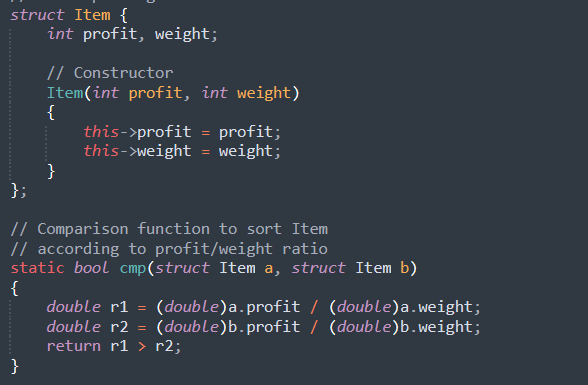 struct Item {
    int profit, weight;

    // Constructor
    Item(int profit, int weight)
    {
        this->profit = profit;
        this->weight = weight;
    }
};

// Comparison function to sort Item
// according to profit/weight ratio
static bool cmp(struct Item a, struct Item b)
{
    double r1 = (double)a.profit / (double)a.weight;
    double r2 = (double)b.profit / (double)b.weight;
    return r1 > r2;
}